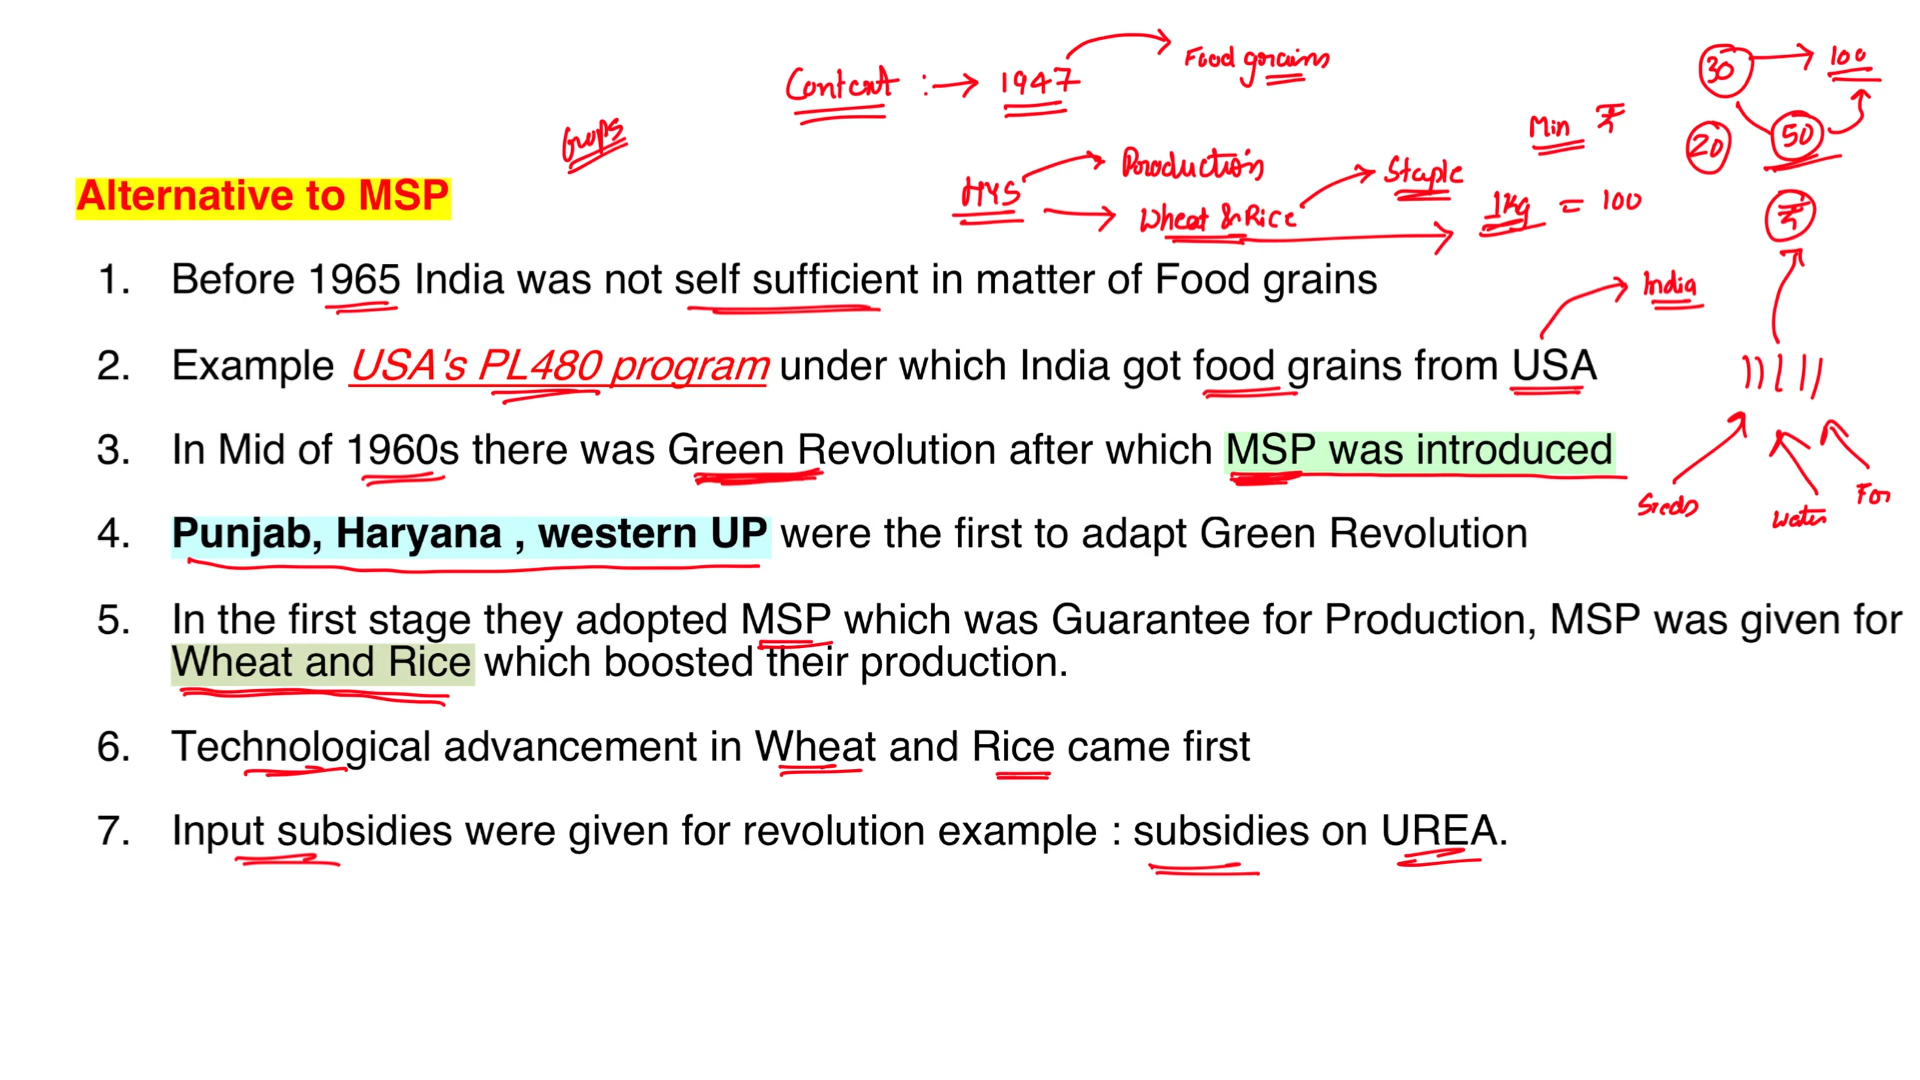 Context :→ 1947 → Food grains
30 → 100
Crops
Min ₹
20 50
HYS → Production
→ Wheat & Rice → Staple
1kg = 100
₹
Alternative to MSP
1. Before 1965 India was not self sufficient in matter of Food grains
India
2. Example USA's PL480 program under which India got food grains from USA
3. In Mid of 1960s there was Green Revolution after which MSP was introduced
Seeds Water For
4. Punjab, Haryana , western UP were the first to adapt Green Revolution
5. In the first stage they adopted MSP which was Guarantee for Production, MSP was given for
Wheat and Rice which boosted their production.
6. Technological advancement in Wheat and Rice came first
7. Input subsidies were given for revolution example : subsidies on UREA.